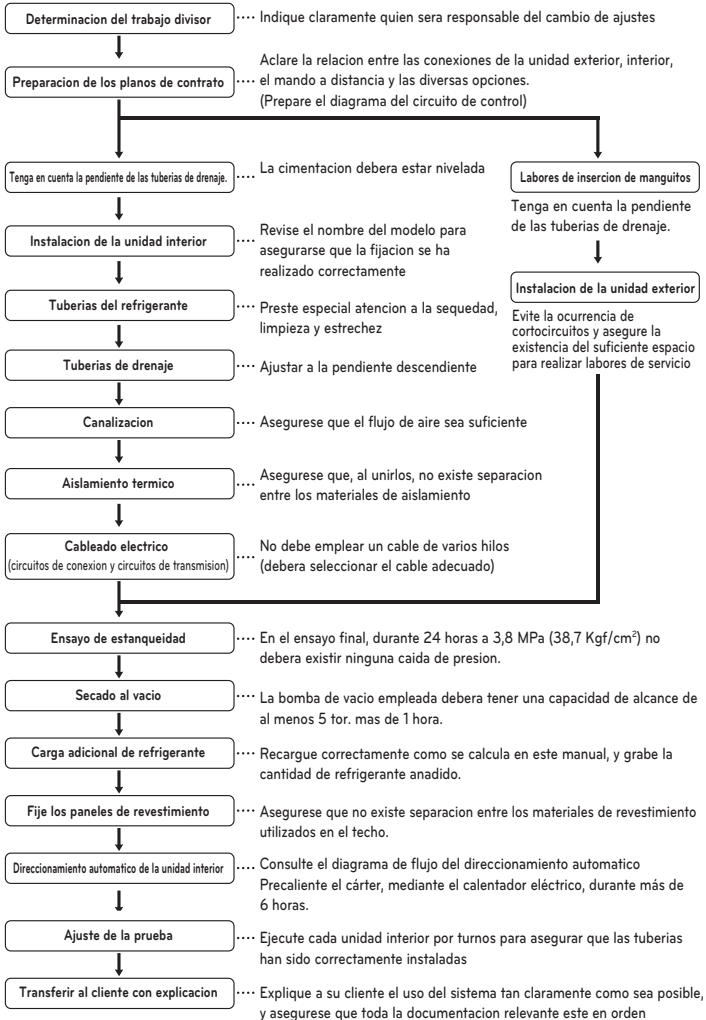 Determinacion del trabajo divisor
···· Indique claramente quien sera responsable del cambio de ajustes
Preparacion de los planos de contrato
···· Aclare la relacion entre las conexiones de la unidad exterior, interior,
el mando a distancia y las diversas opciones.
(Prepare el diagrama del circuito de control)
Tenga en cuenta la pendiente de las tuberias de drenaje.
···· La cimentacion debera estar nivelada
Instalacion de la unidad interior
···· Revise el nombre del modelo para
asegurarse que la fijacion se ha
realizado correctamente
Tuberias del refrigerante
···· Preste especial atencion a la sequedad,
limpieza y estrechez
Tuberias de drenaje
···· Ajustar a la pendiente descendiente
Canalizacion
···· Asegurese que el flujo de aire sea suficiente
Aislamiento termico
···· Asegurese que, al unirlos, no existe separacion
entre los materiales de aislamiento
Cableado electrico
(circuitos de conexion y circuitos de transmision)
···· No debe emplear un cable de varios hilos
(debera seleccionar el cable adecuado)
Labores de insercion de manguitos
Tenga en cuenta la pendiente
de las tuberias de drenaje.
Instalacion de la unidad exterior
Evite la ocurrencia de
cortocircuitos y asegure la
existencia del suficiente espacio
para realizar labores de servicio
Ensayo de estanqueidad
···· En el ensayo final, durante 24 horas a 3,8 MPa (38,7 Kgf/cm²) no
debera existir ninguna caida de presion.
Secado al vacio
···· La bomba de vacio empleada debera tener una capacidad de alcance de
al menos 5 tor. mas de 1 hora.
Carga adicional de refrigerante
···· Recargue correctamente como se calcula en este manual, y grabe la
cantidad de refrigerante anadido.
Fije los paneles de revestimiento
···· Asegurese que no existe separacion entre los materiales de revestimiento
utilizados en el techo.
Direccionamiento automatico de la unidad interior
···· Consulte el diagrama de flujo del direccionamiento automatico
Precaliente el cárter, mediante el calentador eléctrico, durante más de
6 horas.
Ajuste de la prueba
···· Ejecute cada unidad interior por turnos para asegurar que las tuberias
han sido correctamente instaladas
Transferir al cliente con explicacion
···· Explique a su cliente el uso del sistema tan claramente como sea posible,
y asegurese que toda la documentacion relevante este en orden